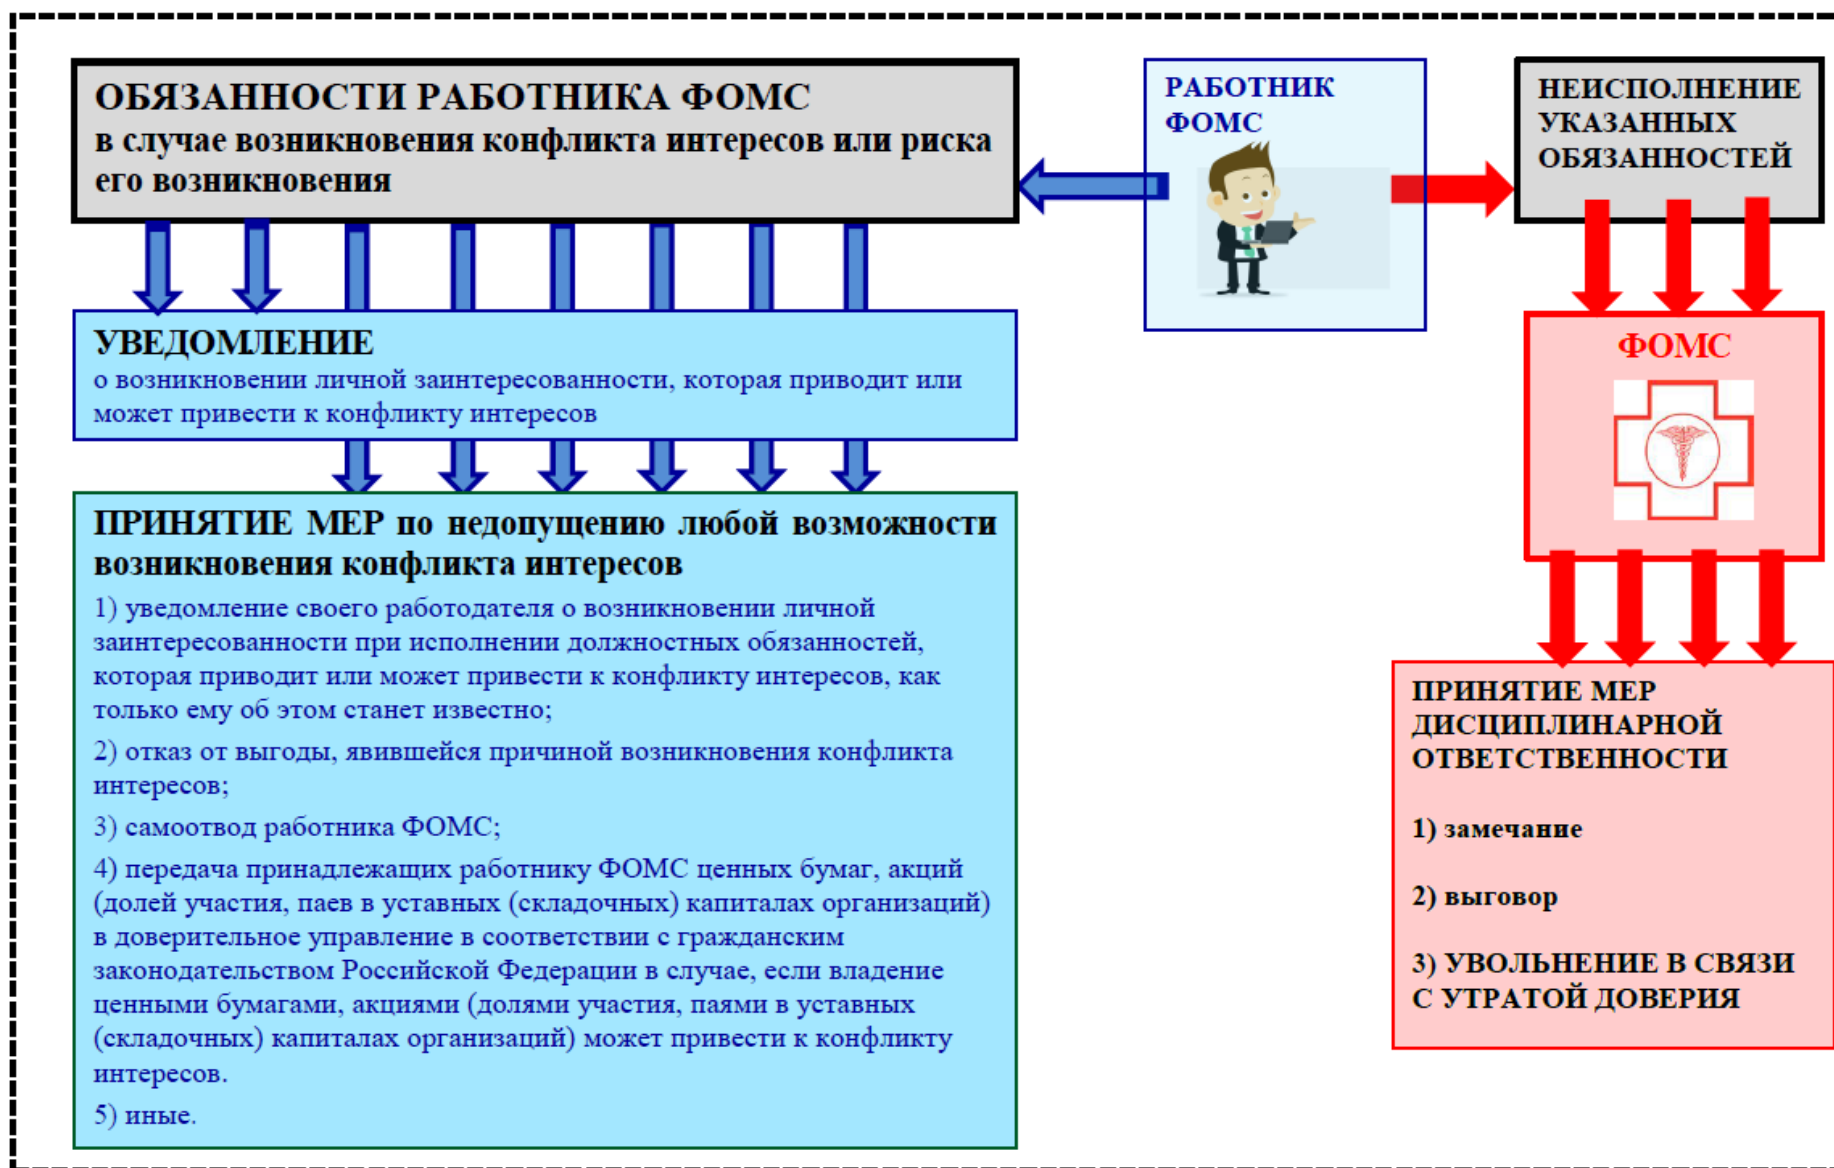 ОБЯЗАННОСТИ РАБОТНИКА ФОМС
в случае возникновения конфликта интересов или риска
его возникновения
РАБОТНИК
ФОМС
НЕИСПОЛНЕНИЕ
УКАЗАННЫХ
ОБЯЗАННОСТЕЙ
УВЕДОМЛЕНИЕ
о возникновении личной заинтересованности, которая приводит или
может привести к конфликту интересов
ФОМС
ПРИНЯТИЕ МЕР по недопущению любой возможности
возникновения конфликта интересов
1) уведомление своего работодателя о возникновении личной
заинтересованности при исполнении должностных обязанностей,
которая приводит или может привести к конфликту интересов, как
только ему об этом станет известно;
2) отказ от выгоды, явившейся причиной возникновения конфликта
интересов;
3) самоотвод работника ФОМС;
4) передача принадлежащих работнику ФОМС ценных бумаг, акций
(долей участия, паев в уставных (складочных) капиталах организаций)
в доверительное управление в соответствии с гражданским
законодательством Российской Федерации в случае, если владение
ценными бумагами, акциями (долями участия, паями в уставных
(складочных) капиталах организаций) может привести к конфликту
интересов.
5) иные.
ПРИНЯТИЕ МЕР
ДИСЦИПЛИНАРНОЙ
ОТВЕТСТВЕННОСТИ
1) замечание
2) выговор
3) УВОЛЬНЕНИЕ В СВЯЗИ
С УТРАТОЙ ДОВЕРИЯ